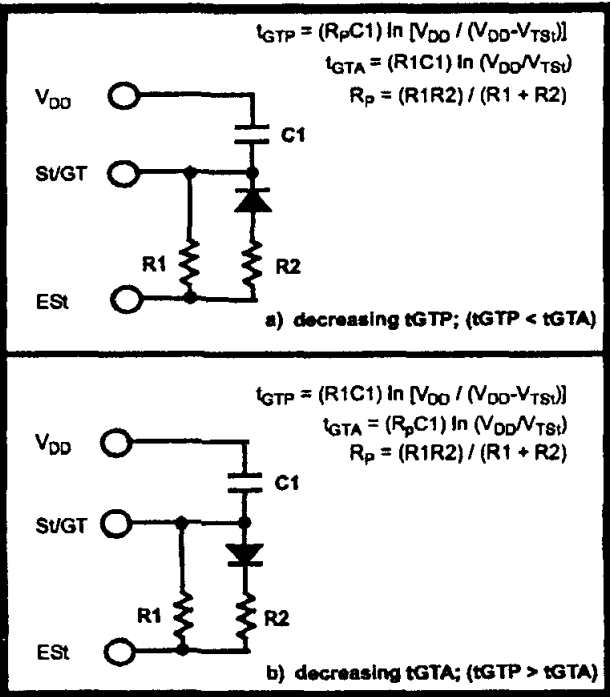 tGTP = (RPC1) ln [VDD / (VDD-VTSt)]
tGTA = (R1C1) ln (VDD/VTSt)
RP = (R1R2) / (R1 + R2)
VDD
C1
St/GT
R1
R2
ESt
a) decreasing tGTP; (tGTP < tGTA)
tGTP = (R1C1) ln [VDD / (VDD-VTSt)]
tGTA = (RpC1) ln (VDD/VTSt)
RP = (R1R2) / (R1 + R2)
VDD
C1
St/GT
R1
R2
ESt
b) decreasing tGTA; (tGTP > tGTA)